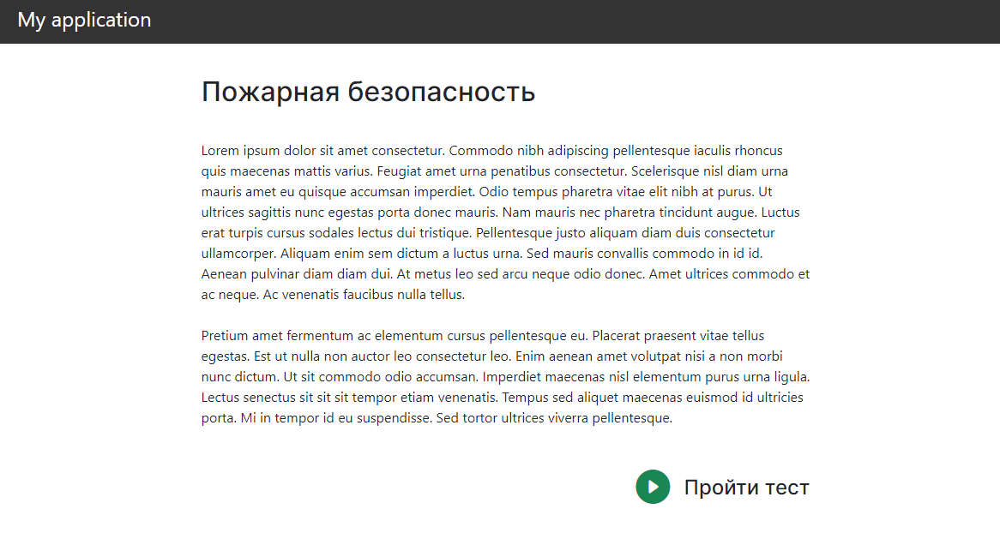 My application
Пожарная безопасность
Lorem ipsum dolor sit amet consectetur. Commodo nibh adipiscing pellentesque iaculis rhoncus
quis maecenas mattis varius. Feugiat amet urna penatibus consectetur. Scelerisque nisl diam urna
mauris amet eu quisque accumsan imperdiet. Odio tempus pharetra vitae elit nibh at purus. Ut
ultrices sagittis nunc egestas porta donec mauris. Nam mauris nec pharetra tincidunt augue. Luctus
erat turpis cursus sodales lectus dui tristique. Pellentesque justo aliquam diam duis consectetur
ullamcorper. Aliquam enim sem dictum a luctus urna. Sed mauris convallis commodo in id id.
Aenean pulvinar diam diam dui. At metus leo sed arcu neque odio donec. Amet ultrices commodo et
ac neque. Ac venenatis faucibus nulla tellus.
Pretium amet fermentum ac elementum cursus pellentesque eu. Placerat praesent vitae tellus
egestas. Est ut nulla non auctor leo consectetur leo. Enim aenean amet volutpat nisi a non morbi
nunc dictum. Ut sit commodo odio accumsan. Imperdiet maecenas nisl elementum purus urna ligula.
Lectus senectus sit sit sit tempor etiam venenatis. Tempus sed aliquet maecenas euismod id ultricies
porta. Mi in tempor id eu suspendisse. Sed tortor ultrices viverra pellentesque.
Пройти тест